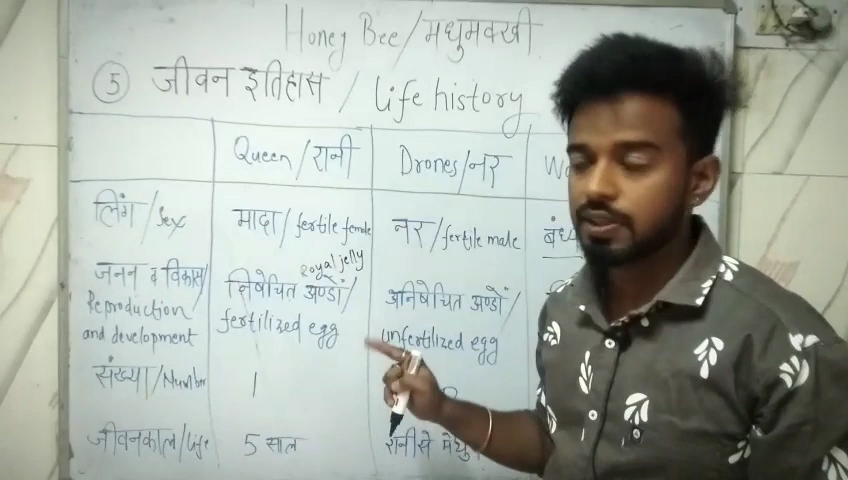 Honey Bee/मधुमक्खी
5 जीवन इतिहास / Life history
Queen/रानी Drones/नर
लिंग/Sex मादा/fertile female नर/fertile male बंध्
जनन व विकास/ Royal jelly
निषेचित अण्डों/ अनिषेचित अण्डों/
Reproduction fertilized egg unfertilized egg
and development
संख्या/Number 1
जीवनकाल/Life 5 साल रानी से मैथु